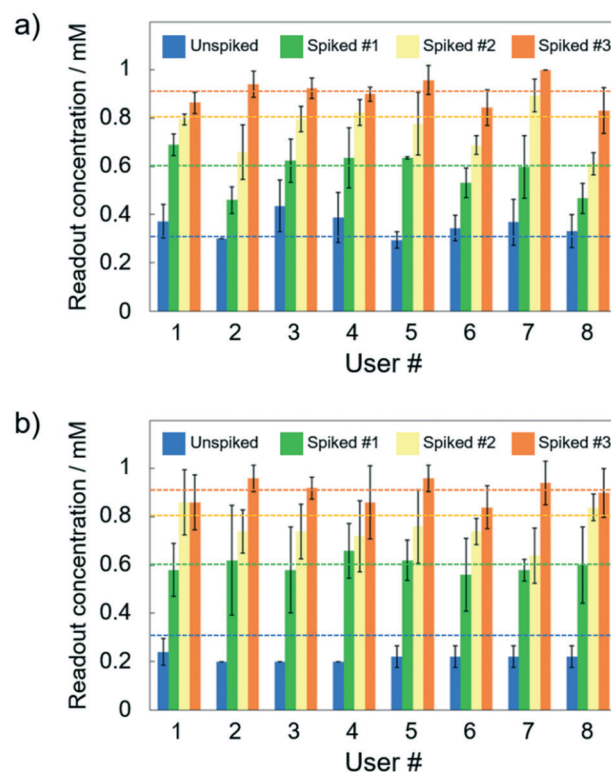 a)
Unspiked Spiked #1 Spiked #2 Spiked #3
Readout concentration / mM
1
0.8
0.6
0.4
0.2
0
1 2 3 4 5 6 7 8
User #
b)
Unspiked Spiked #1 Spiked #2 Spiked #3
Readout concentration / mM
1
0.8
0.6
0.4
0.2
0
1 2 3 4 5 6 7 8
User #